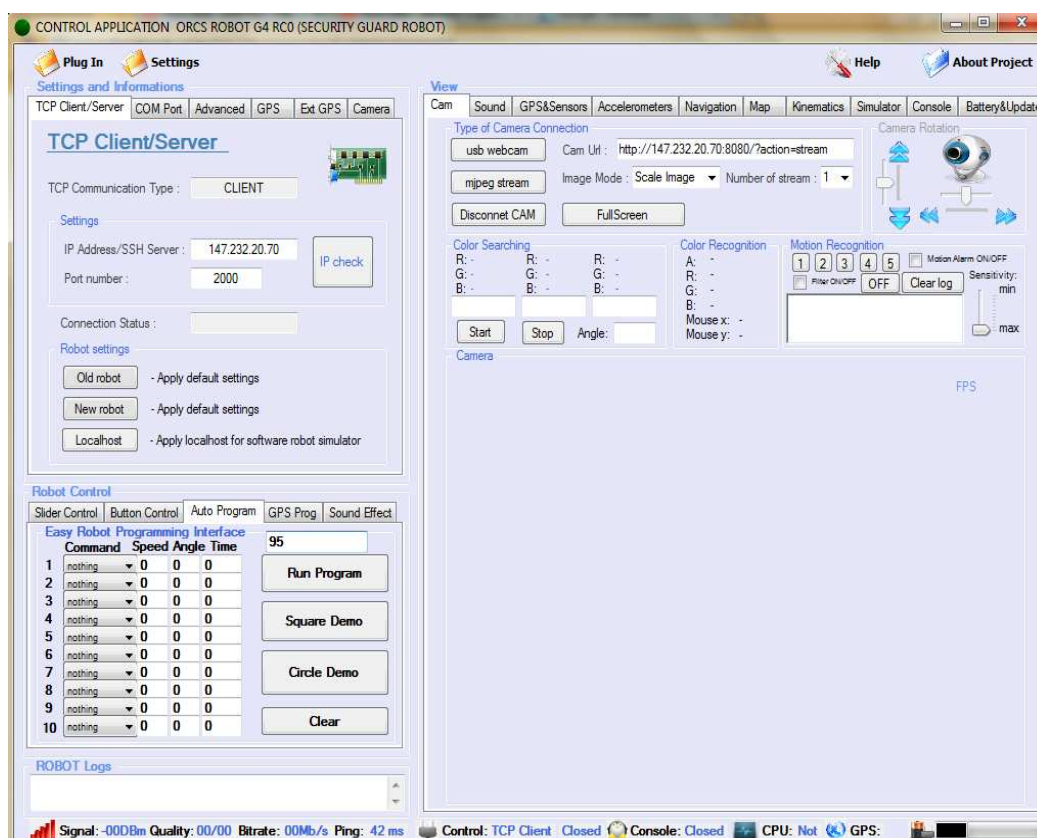 CONTROL APPLICATION ORCS ROBOT G4 RC0 (SECURITY GUARD ROBOT)
Plug In Settings Help About Project
Settings and Informations
TCP Client/Server COM Port Advanced GPS Ext GPS Camera
TCP Client/Server
TCP Communication Type : CLIENT
Settings
IP Address/SSH Server : 147.232.20.70
IP check
Port number : 2000
Connection Status :
Robot settings
Old robot - Apply default settings
New robot - Apply default settings
Localhost - Apply localhost for software robot simulator
Robot Control
Slider Control Button Control Auto Program GPS Prog Sound Effect
Easy Robot Programming Interface
Command Speed Angle Time
95
1 nothing 0 0 0
2 nothing 0 0 0
3 nothing 0 0 0
4 nothing 0 0 0
5 nothing 0 0 0
6 nothing 0 0 0
7 nothing 0 0 0
8 nothing 0 0 0
9 nothing 0 0 0
10 nothing 0 0 0
Run Program
Square Demo
Circle Demo
Clear
ROBOT Logs
View
Cam Sound GPS&Sensors Accelerometers Navigation Map Kinematics Simulator Console Battery&Update
Type of Camera Connection
usb webcam Cam Url : http://147.232.20.70:8080/?action=stream
mjpeg stream Image Mode : Scale Image Number of stream : 1
Disconnet CAM FullScreen
Camera Rotation
Color Searching
R: - R: - R: -
G: - G: - G: -
B: - B: - B: -
Start Stop Angle:
Color Recognition
A: -
R: -
G: -
B: -
Mouse x: -
Mouse y: -
Motion Recognition
1 2 3 4 5 Motion Alarm ON/OFF
Filter ON/OFF OFF Clear log Sensitivity:
min
max
Camera
FPS
Signal: -00DBm Quality: 00/00 Bitrate: 00Mb/s Ping: 42 ms Control: TCP Client Closed Console: Closed CPU: Not GPS: